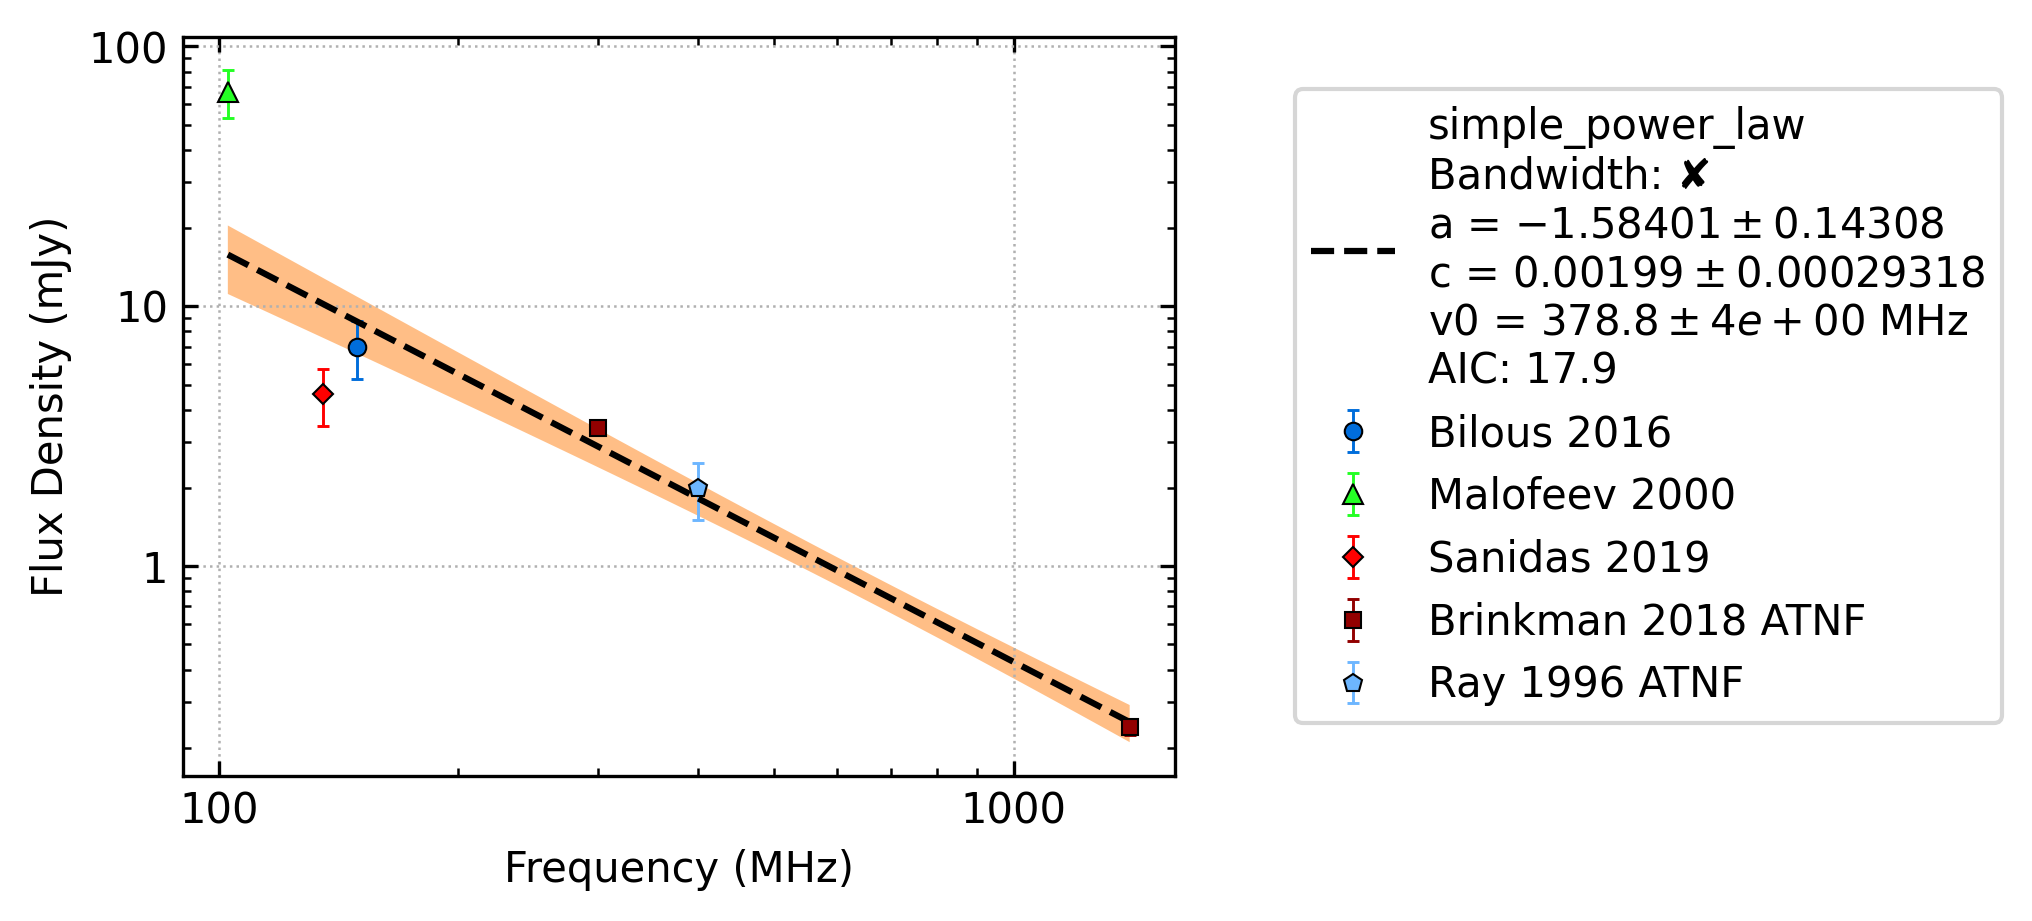 100
10
1
Flux Density (mJy)
100
1000
Frequency (MHz)
simple_power_law
Bandwidth: ✘
a = −1.58401 ± 0.14308
c = 0.00199 ± 0.00029318
v0 = 378.8 ± 4e + 00 MHz
AIC: 17.9
Bilous 2016
Malofeev 2000
Sanidas 2019
Brinkman 2018 ATNF
Ray 1996 ATNF